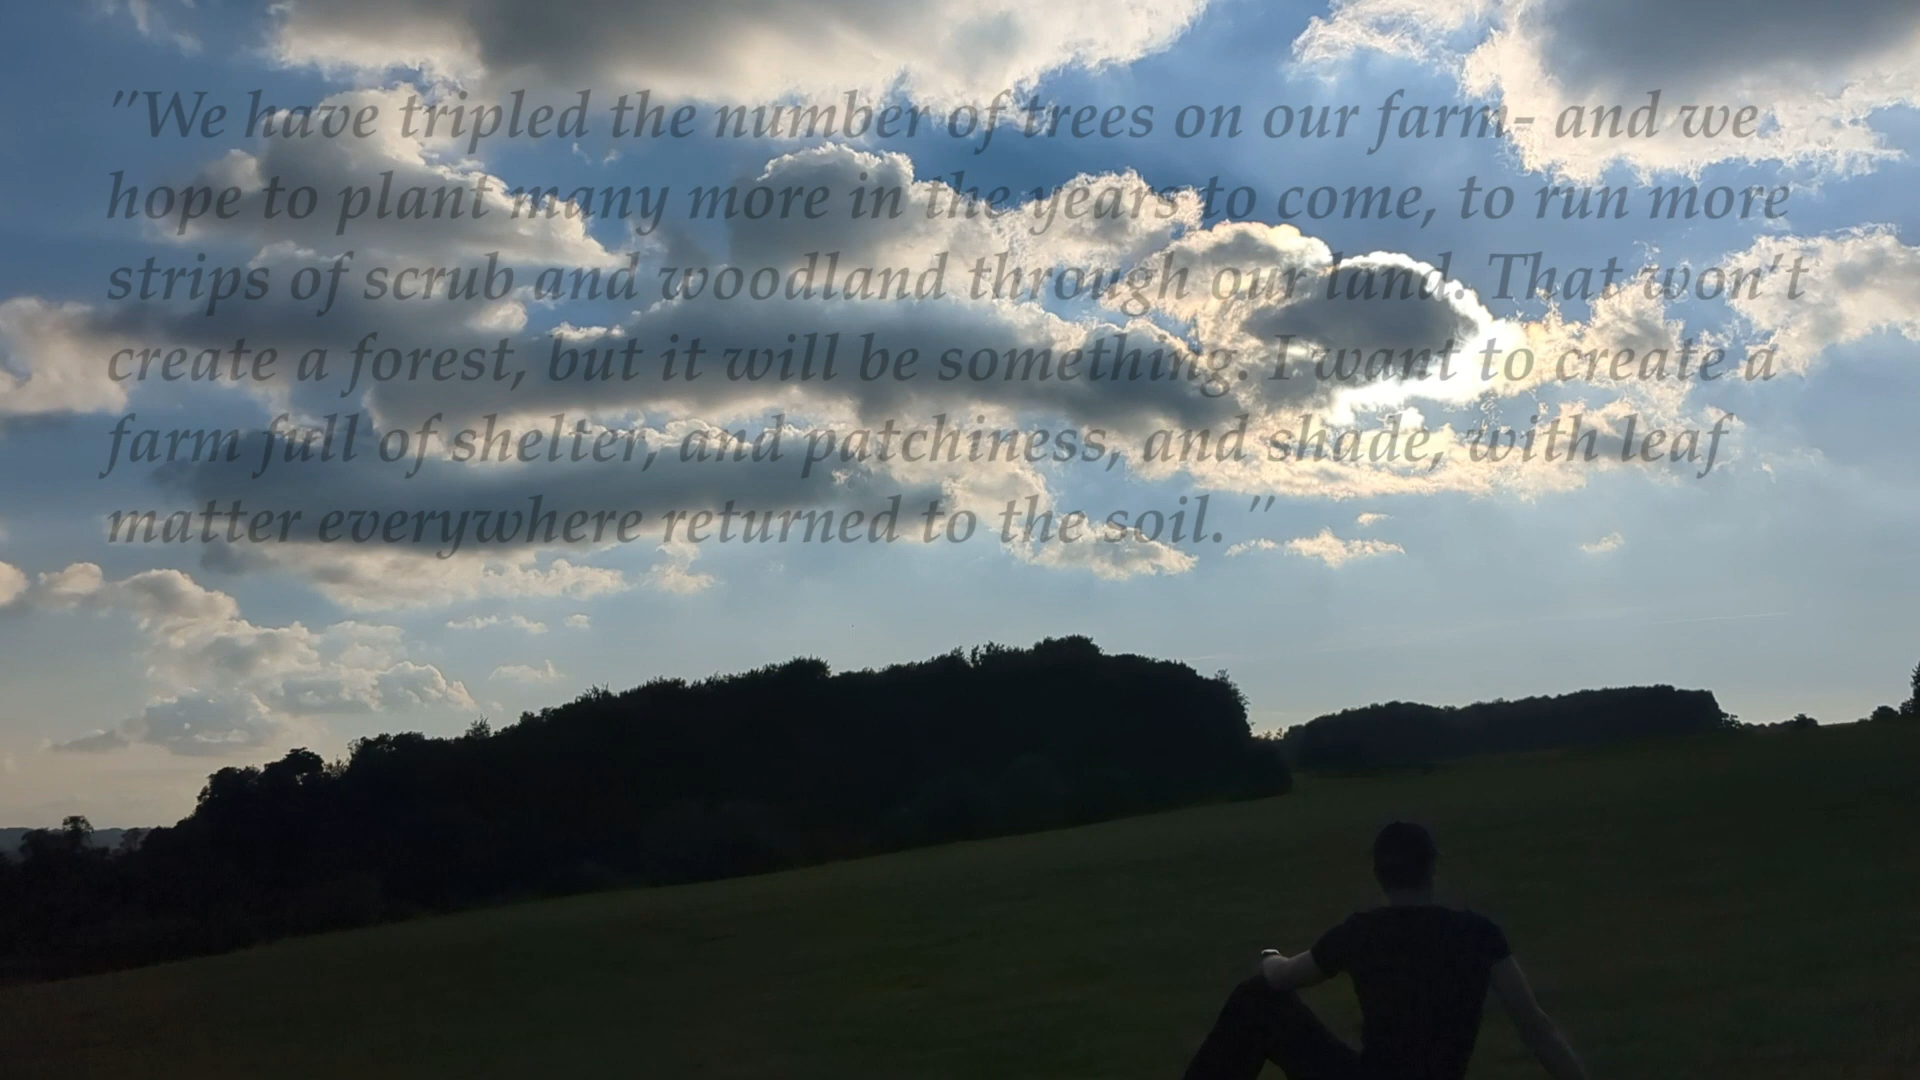 "We have tripled the number of trees on our farm- and we
hope to plant many more in the years to come, to run more
strips of scrub and woodland through our land. That won't
create a forest, but it will be something. I want to create a
farm full of shelter, and patchiness, and shade, with leaf
matter everywhere returned to the soil."